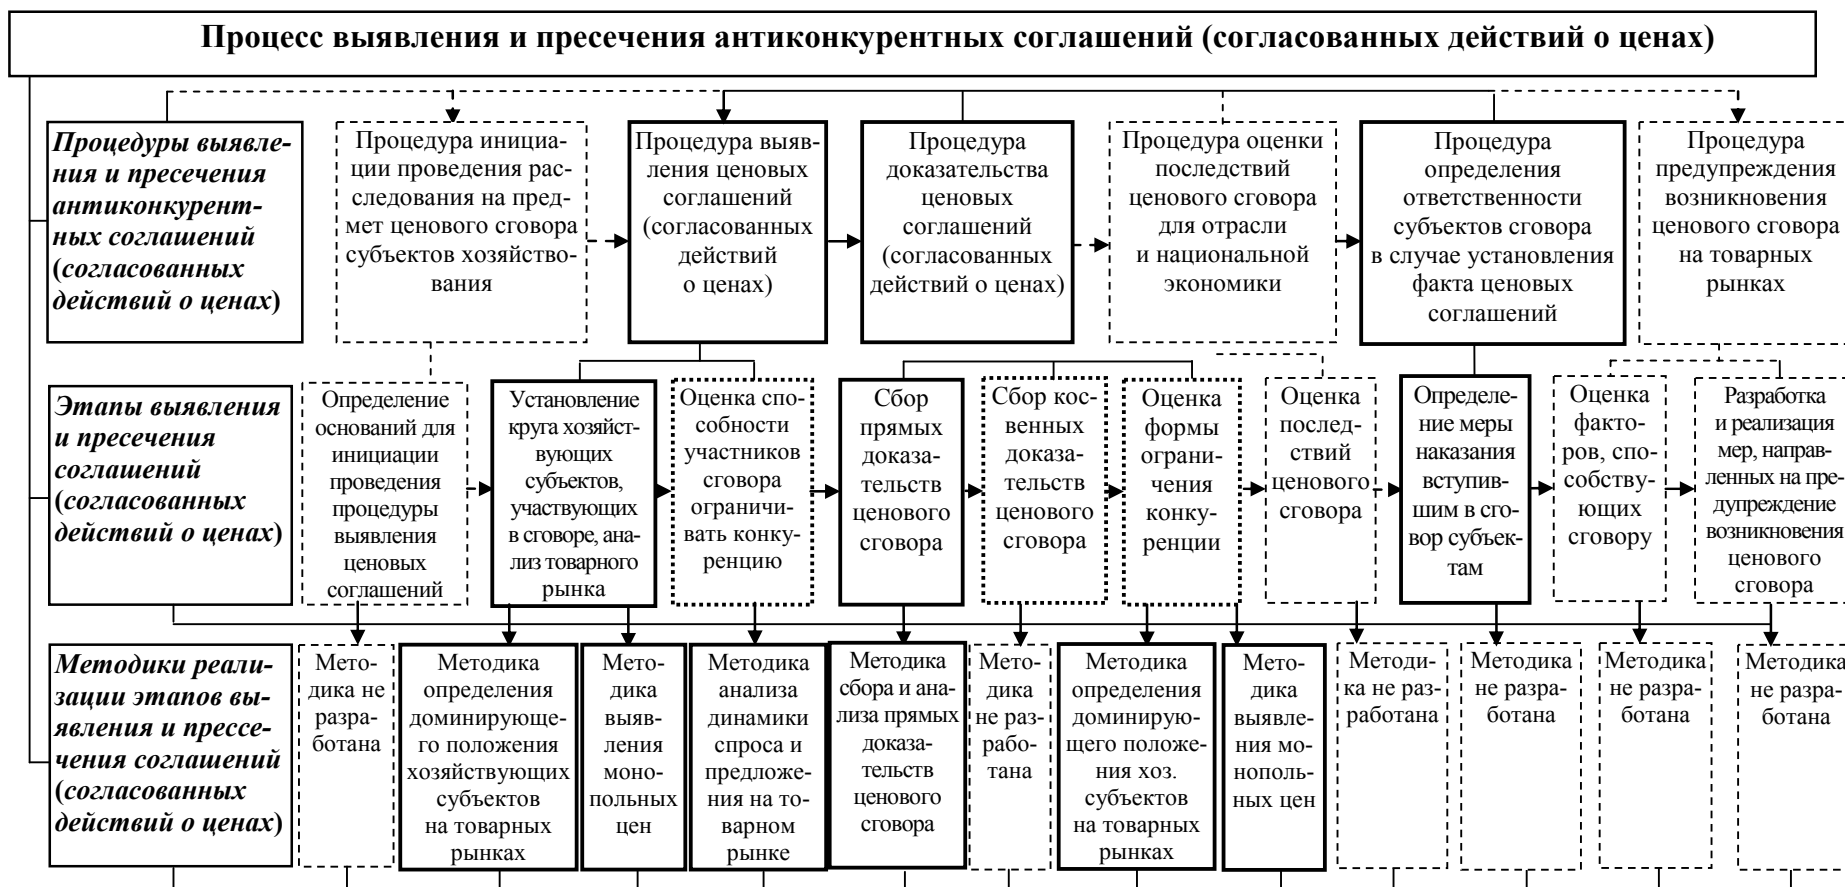 Процесс выявления и пресечения антиконкурентных соглашений (согласованных действий о ценах)
Процедуры выявле-
ния и пресечения
антиконкурент-
ных соглашений
(согласованных
действий о ценах)
Процедура инициа-
ции проведения рас-
следования на пред-
мет ценового сговора
субъектов хозяйство-
вания
Процедура выяв-
ления ценовых
соглашений
(согласованных
действий
о ценах)
Процедура
доказательства
ценовых
соглашений
(согласованных
действий о ценах)
Процедура оценки
последствий
ценового сговора
для отрасли
и национальной
экономики
Процедура
определения
ответственности
субъектов сговора
в случае установления
факта ценовых
соглашений
Процедура
предупреждения
возникновения
ценового сговора
на товарных
рынках
Этапы выявления
и пресечения
соглашений
(согласованных
действий о ценах)
Определение
оснований для
инициации
проведения
процедуры
выявления
ценовых
соглашений
Установление
круга хозяйст-
вующих
субъектов,
участвующих
в сговоре, ана-
лиз товарного
рынка
Оценка спо-
собности
участников
сговора
ограничи-
вать конку-
ренцию
Сбор
прямых
доказа-
тельств
ценового
сговора
Сбор кос-
венных
доказа-
тельств
ценового
сговора
Оценка
формы
ограни-
чения
конку-
ренции
Оценка
послед-
ствий
ценового
сговора
Определе-
ние меры
наказания
вступив-
шим в сго-
вор субъек-
там
Оценка
факто-
ров, спо-
собству-
ющих
сговору
Разработка
и реализация
мер, направ-
ленных на пре-
дупреждение
возникновения
ценового
сговора
Методики реали-
зации этапов вы-
явления и прессе-
чения соглашений
(согласованных
действий о ценах)
Мето-
дика не
разра-
ботана
Методика
определения
доминирующе-
го положения
хозяйствующих
субъектов
на товарных
рынках
Мето-
дика
выяв-
ления
моно-
польных
цен
Методика
анализа
динамики
спроса и
предложе-
ния на то-
варном
рынке
Методика
сбора и ана-
лиза прямых
доказа-
тельств
ценового
сговора
Мето-
дика
не раз-
рабо-
тана
Методика
определения
доминирую-
щего положе-
ния хоз.
субъектов
на товарных
рынках
Мето-
дика
выявле-
ния мо-
нополь-
ных цен
Методи-
ка не раз-
работана
Методика
не разра-
ботана
Методика
не разра-
ботана
Методика
не разра-
ботана